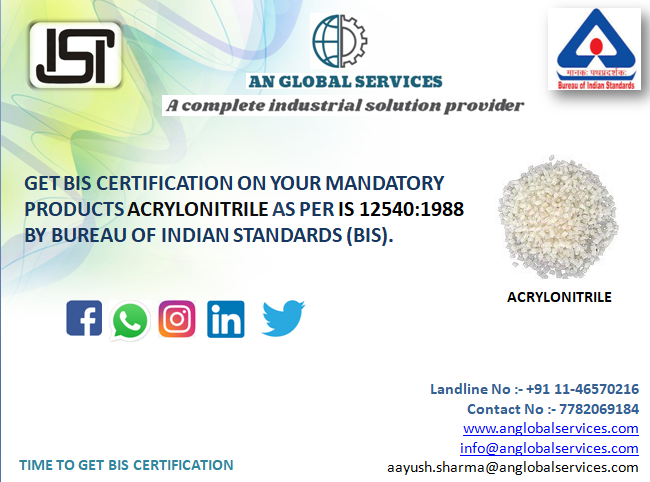 ISI
AN GLOBAL SERVICES
A complete industrial solution provider
मानकः पथप्रदर्शकः
Bureau of Indian Standards
GET BIS CERTIFICATION ON YOUR MANDATORY
PRODUCTS ACRYLONITRILE AS PER IS 12540:1988
BY BUREAU OF INDIAN STANDARDS (BIS).
ACRYLONITRILE
Landline No :- +91 11-46570216
Contact No :- 7782069184
www.anglobalservices.com
info@anglobalservices.com
aayush.sharma@anglobalservices.com
TIME TO GET BIS CERTIFICATION